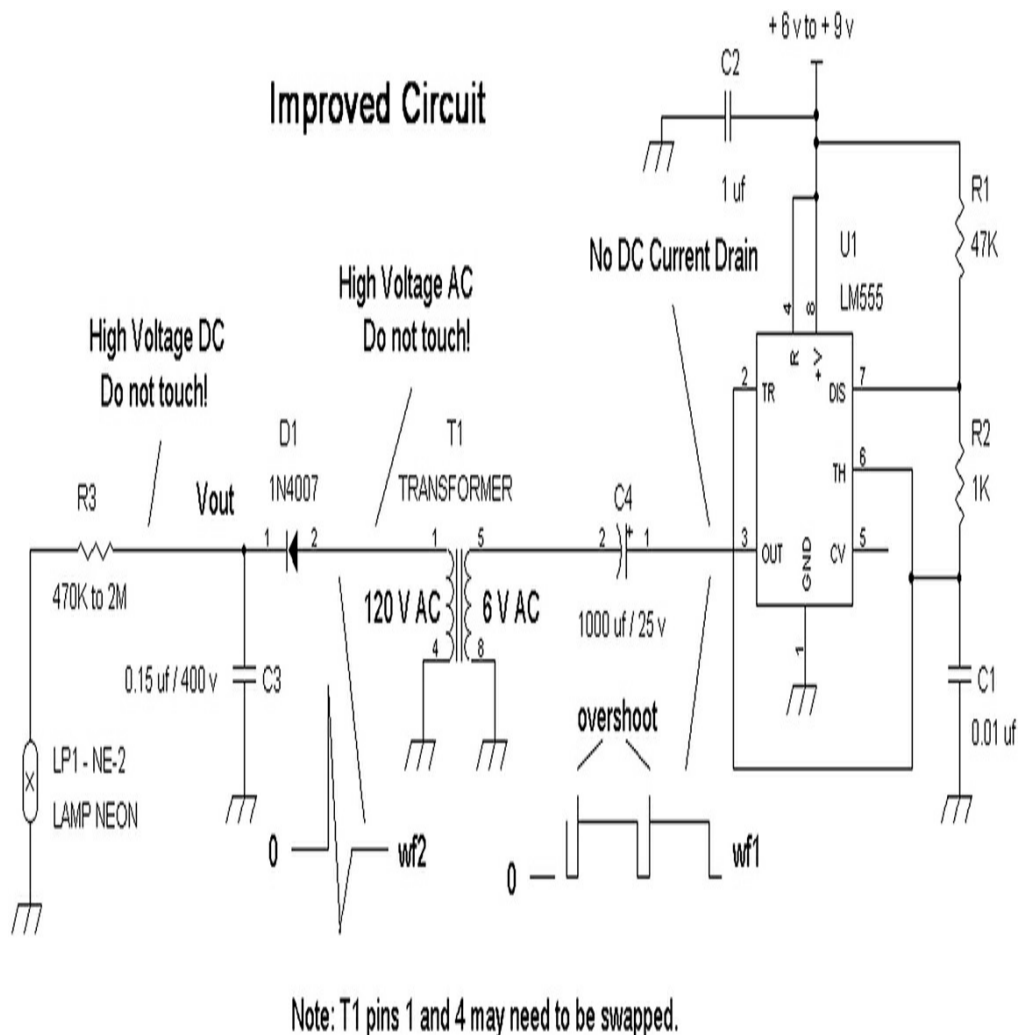 + 6 v to + 9 v
C2
Improved Circuit
1 uf
R1
47K
No DC Current Drain
U1
LM555
High Voltage AC
Do not touch!
High Voltage DC
Do not touch!
4
8
R
+V
2
TR
DIS
7
D1
1N4007
T1
TRANSFORMER
R2
1K
TH
6
R3
Vout
C4
+
1
2
1
5
2
1
3
OUT
GND
CV
5
470K to 2M
120 V AC
6 V AC
1000 uf / 25 v
4
8
1
0.15 uf / 400 v
C3
C1
0.01 uf
overshoot
LP1 - NE-2
LAMP NEON
X
0
wf2
0
wf1
Note: T1 pins 1 and 4 may need to be swapped.